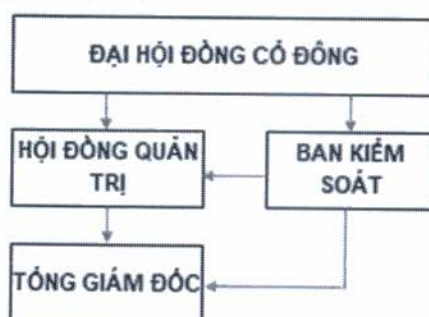 ĐẠI HỘI ĐỒNG CỔ ĐÔNG
HỘI ĐỒNG QUẢN
TRỊ
BAN KIỂM
SOÁT
TỔNG GIÁM ĐỐC